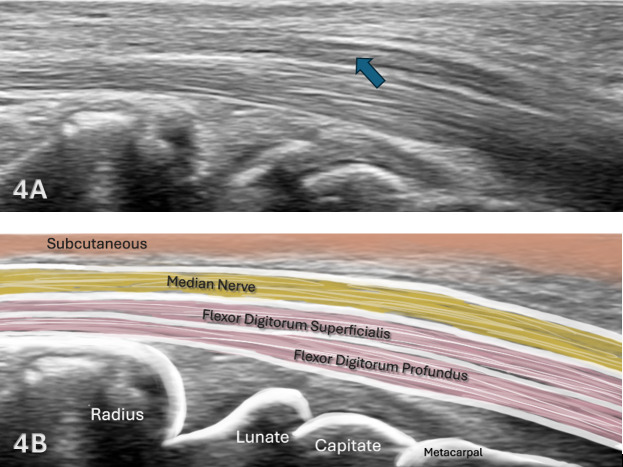 4A
Subcutaneous
Median Nerve
Flexor Digitorum Superficialis
Flexor Digitorum Profundus
Radius
Lunate
Capitate
Metacarpal
4B